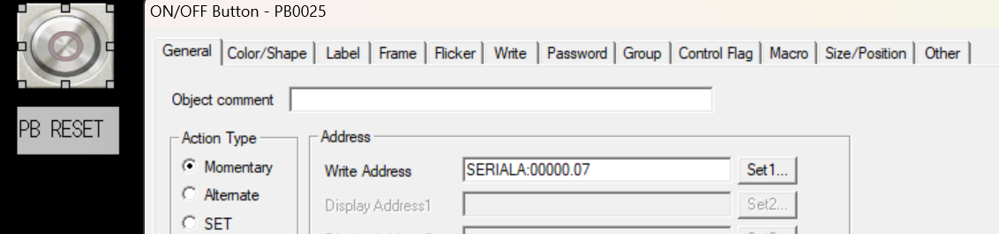 ON/OFF Button - PB0025
General Color/Shape Label Frame Flicker Write Password Group Control Flag Macro Size/Position Other
Object comment
PB RESET
Action Type
Address
Momentary
Write Address SERIALA:00000.07 Set1...
Alternate
Display Address1 Set2...
SET